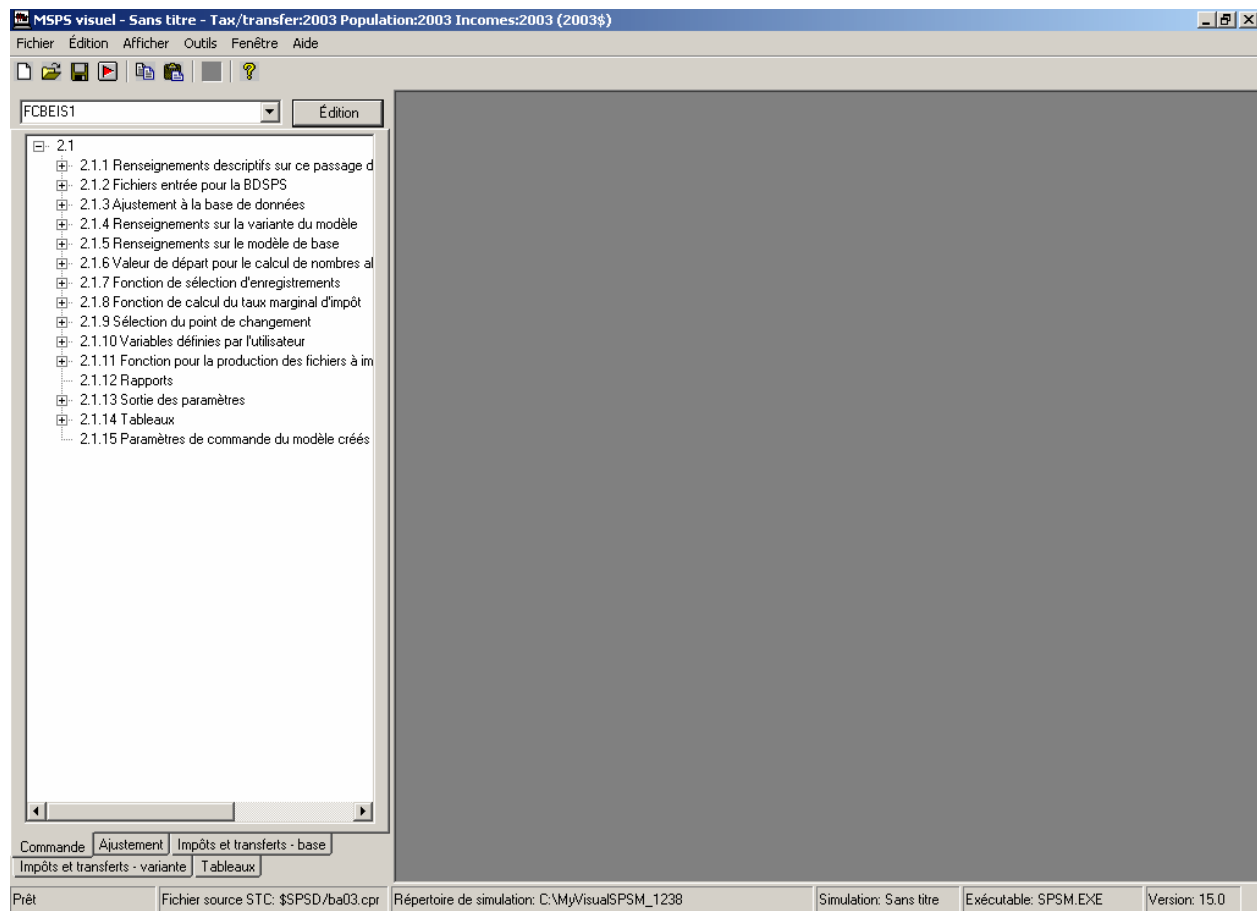 MSPS visuel - Sans titre - Tax/transfer:2003 Population:2003 Incomes:2003 (2003$)
Fichier Édition Afficher Outils Fenêtre Aide
FCBEIS1 Édition
2.1
2.1.1 Renseignements descriptifs sur ce passage d
2.1.2 Fichiers entrée pour la BDSPS
2.1.3 Ajustement à la base de données
2.1.4 Renseignements sur la variante du modèle
2.1.5 Renseignements sur le modèle de base
2.1.6 Valeur de départ pour le calcul de nombres al
2.1.7 Fonction de sélection d'enregistrements
2.1.8 Fonction de calcul du taux marginal d'impôt
2.1.9 Sélection du point de changement
2.1.10 Variables définies par l'utilisateur
2.1.11 Fonction pour la production des fichiers à im
2.1.12 Rapports
2.1.13 Sortie des paramètres
2.1.14 Tableaux
2.1.15 Paramètres de commande du modèle créés
Commande Ajustement Impôts et transferts - base
Impôts et transferts - variante Tableaux
Prêt Fichier source STC: $SPSD/ba03.cpr Répertoire de simulation: C:\MyVisualSPSM_1238 Simulation: Sans titre Exécutable: SPSM.EXE Version: 15.0